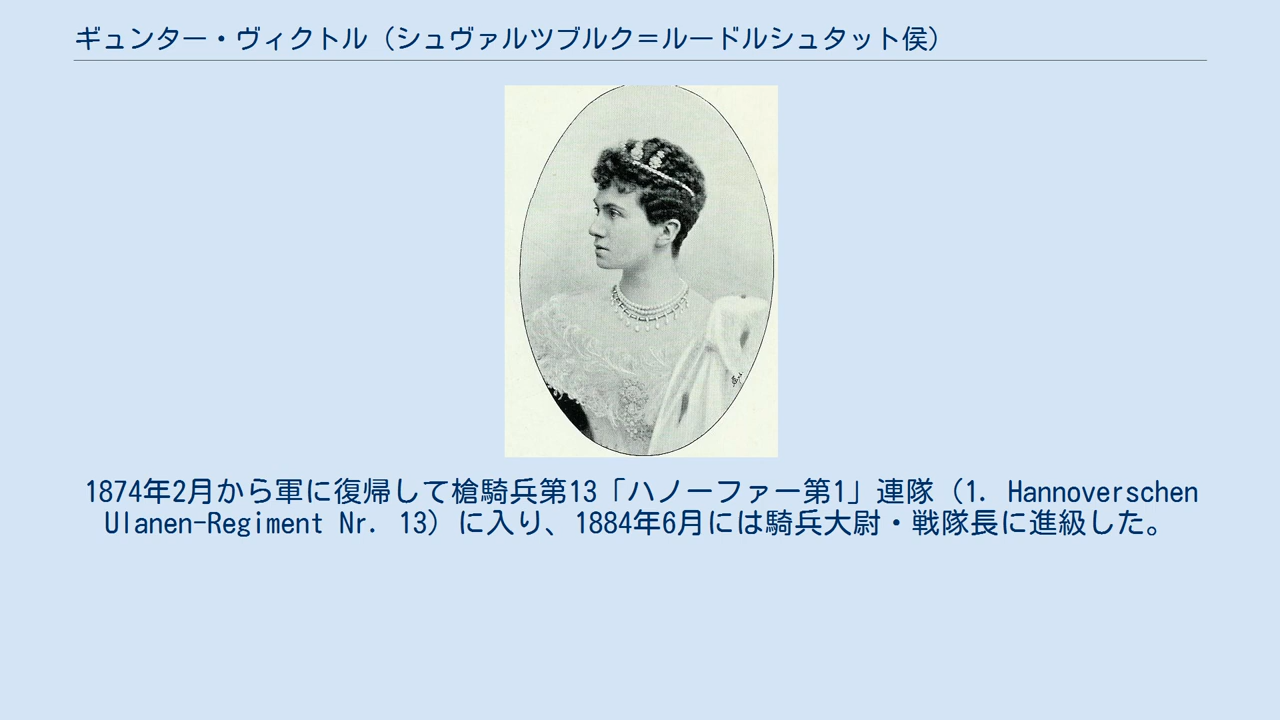 ギュンター・ヴィクトル（シュヴァルツブルク＝ルードルシュタット侯）
1874年2月から軍に復帰して槍騎兵第13「ハノーファー第1」連隊（1. Hannoverschen
Ulanen-Regiment Nr. 13）に入り、1884年6月には騎兵大尉・戦隊長に進級した。